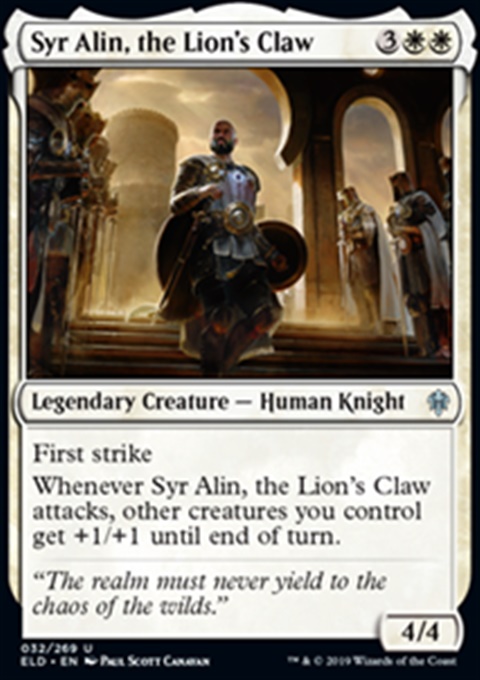 Syr Alin, the Lion's Claw 3
Legendary Creature — Human Knight
First strike
Whenever Syr Alin, the Lion's Claw
attacks, other creatures you control
get +1/+1 until end of turn.
"The realm must never yield to the
chaos of the wilds."
4/4
032/269 U
ELD • EN Paul Scott Canavan
™ & © 2019 Wizards of the Coast